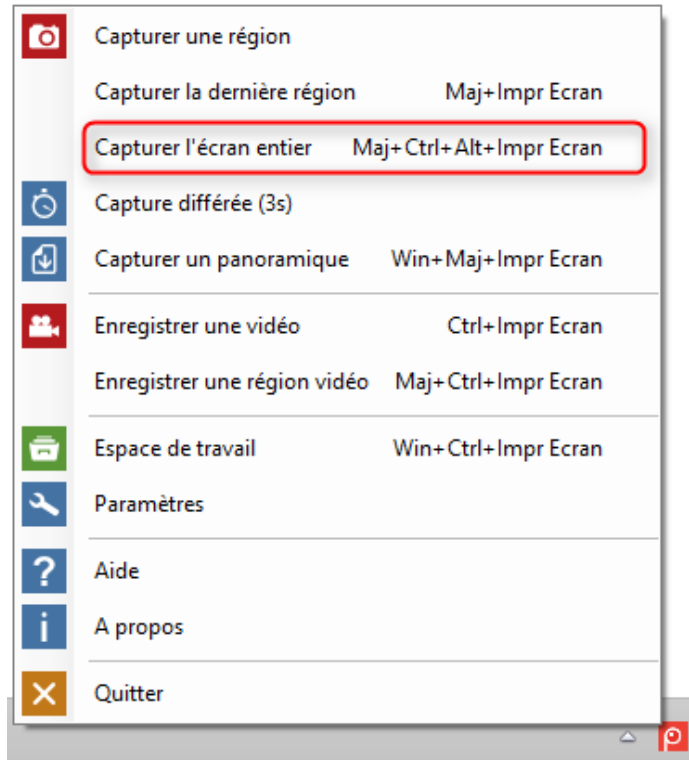 Capturer une région
Capturer la dernière région Maj+Impr Ecran
Capturer l'écran entier Maj+Ctrl+Alt+Impr Ecran
Capture différée (3s)
Capturer un panoramique Win+Maj+Impr Ecran
Enregistrer une vidéo Ctrl+Impr Ecran
Enregistrer une région vidéo Maj+Ctrl+Impr Ecran
Espace de travail Win+Ctrl+Impr Ecran
Paramètres
? Aide
i A propos
Quitter